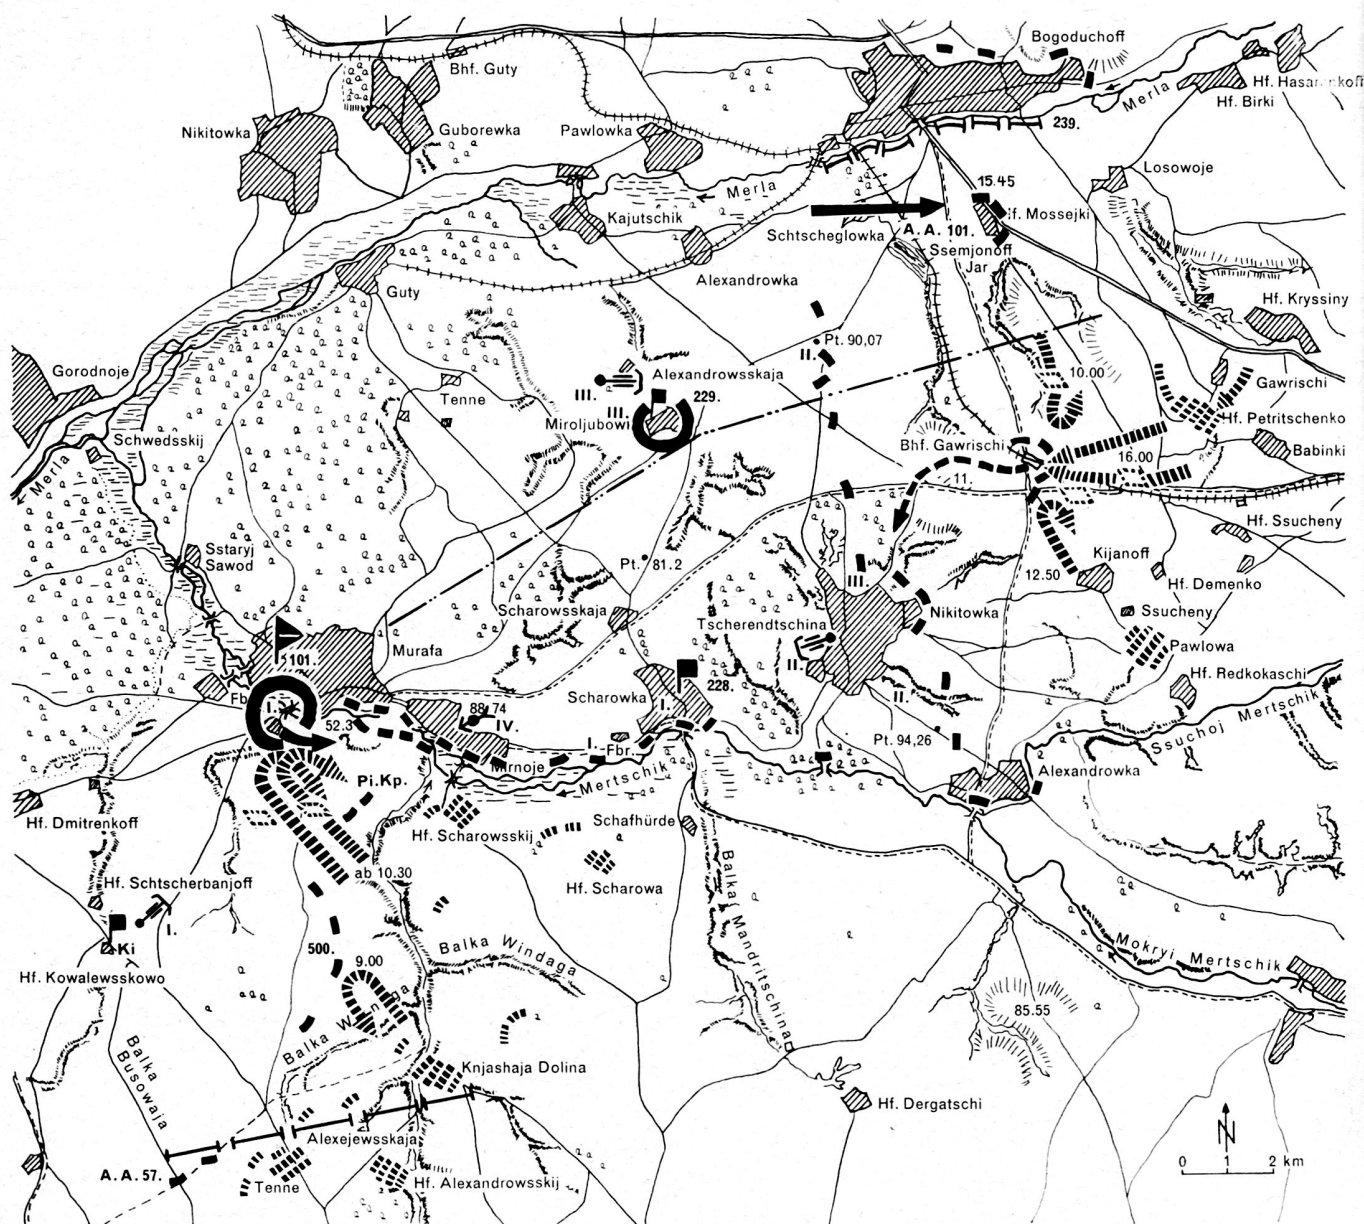 Bogoduchoff
Bhf. Guty
Hf. Hasarenkoff
Merla
Hf. Birki
Nikitowka
Guborewka
Pawlowka
239.
Losowoje
15.45
Merla
Kajutschik
Hf. Mossejki
Schtscheglowka
A.A. 101.
Ssemjonoff
Jar
Alexandrowka
Guty
Hf. Kryssiny
Pt. 90,07
II.
Gorodnoje
Alexandrowsskaja
10.00
Gawrischi
Tenne
III.
229.
III.
Miroljubowi
Hf. Petritschenko
Schwedsskij
Bhf. Gawrischi
16.00
Babinki
Merla
11.
Hf. Ssucheny
Sstaryj
Sawod
Pt. 81.2
Kijanoff
12.50
III.
Hf. Demenko
Scharowsskaja
Nikitowka
Ssucheny
Tscherendtschina
Murafa
Pawlowa
101.
II.
Hf. Redkokaschi
Fb
I.
Scharowka
228.
II.
I.
88
74
IV
52.3
Ssuchoj Mertschik
Pt. 94,26
I.
Fbr.
Mirnoje
Alexandrowka
Pi.Kp.
Mertschik
Hf. Dmitrenkoff
Hf. Scharowsskij
Schafhürde
ab 10.30
Hf. Scharowa
Hf. Schtscherbanjoff
I.
Balka Mandritschina
Ki
500.
Balka Windaga
Mokryi Mertschik
9.00
Hf. Kowalewsskowo
85.55
Balka Windaga
Balka
Busowaja
Knjashaja Dolina
Hf. Dergatschi
N
Alexejewsskaja
0 1 2 km
A.A. 57.
Tenne
Hf. Alexandrowsskij